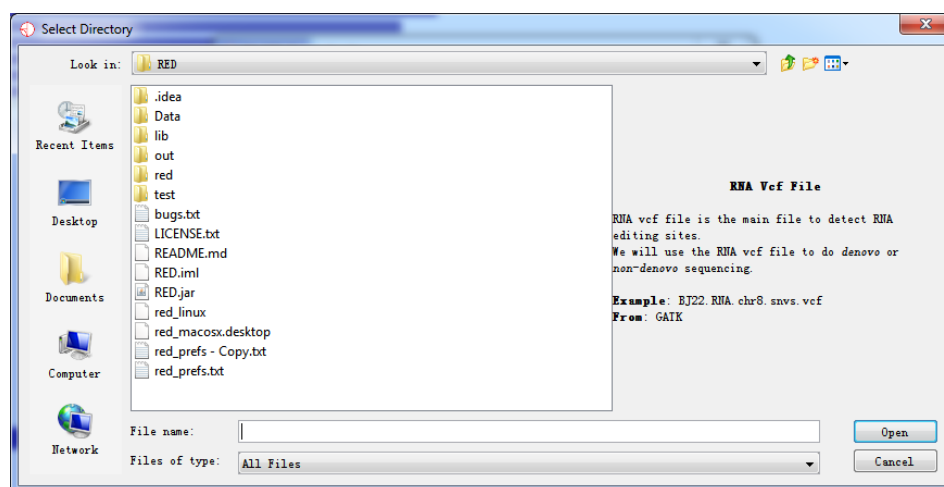 Select Directory
Look in:
RED
Recent Items
Desktop
Documents
Computer
Network
.idea
Data
lib
out
red
test
bugs.txt
LICENSE.txt
README.md
RED.iml
RED.jar
red_linux
red_macosx.desktop
red_prefs - Copy.txt
red_prefs.txt
RNA Vcf File
RNA vcf file is the main file to detect RNA
editing sites.
We will use the RNA vcf file to do denovo or
non-denovo sequencing.
Example: BJ22.RNA.chr8.snvs.vcf
From: GATK
File name:
Open
Files of type:
All Files
Cancel